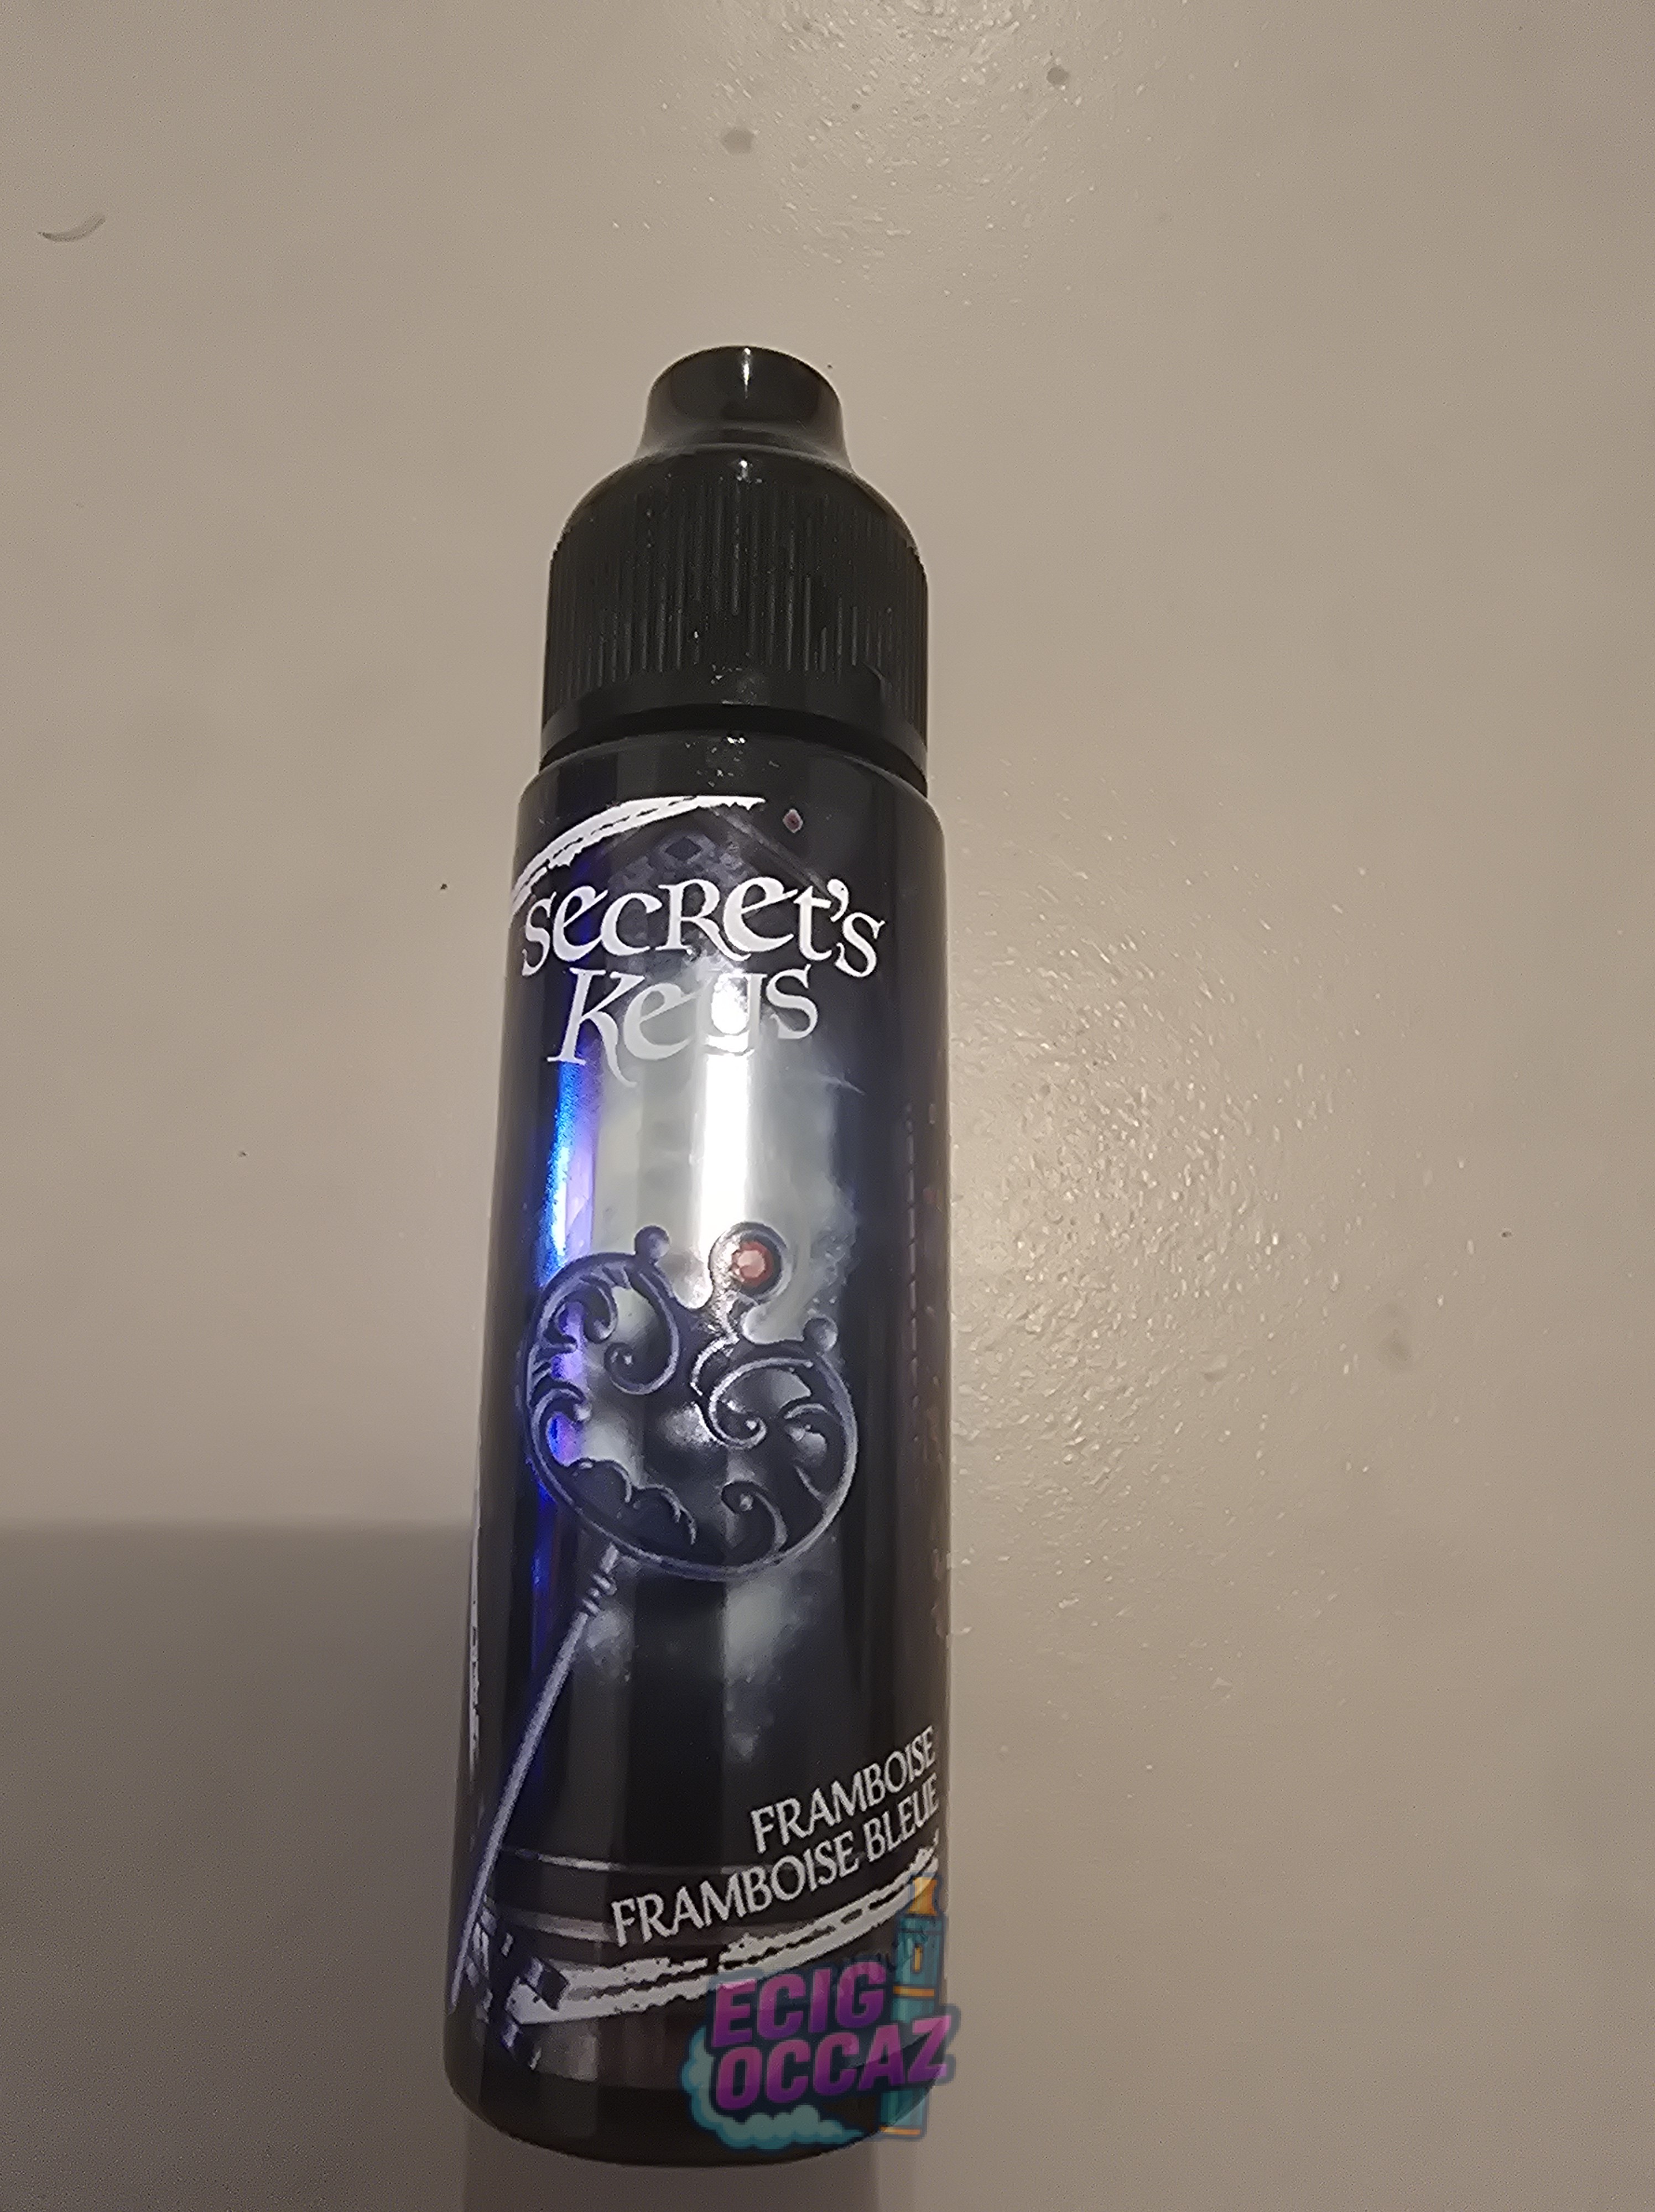 Secret's
Keys
FRAMBOISE
FRAMBOISE BLEUE
ECIG
OCCAZ